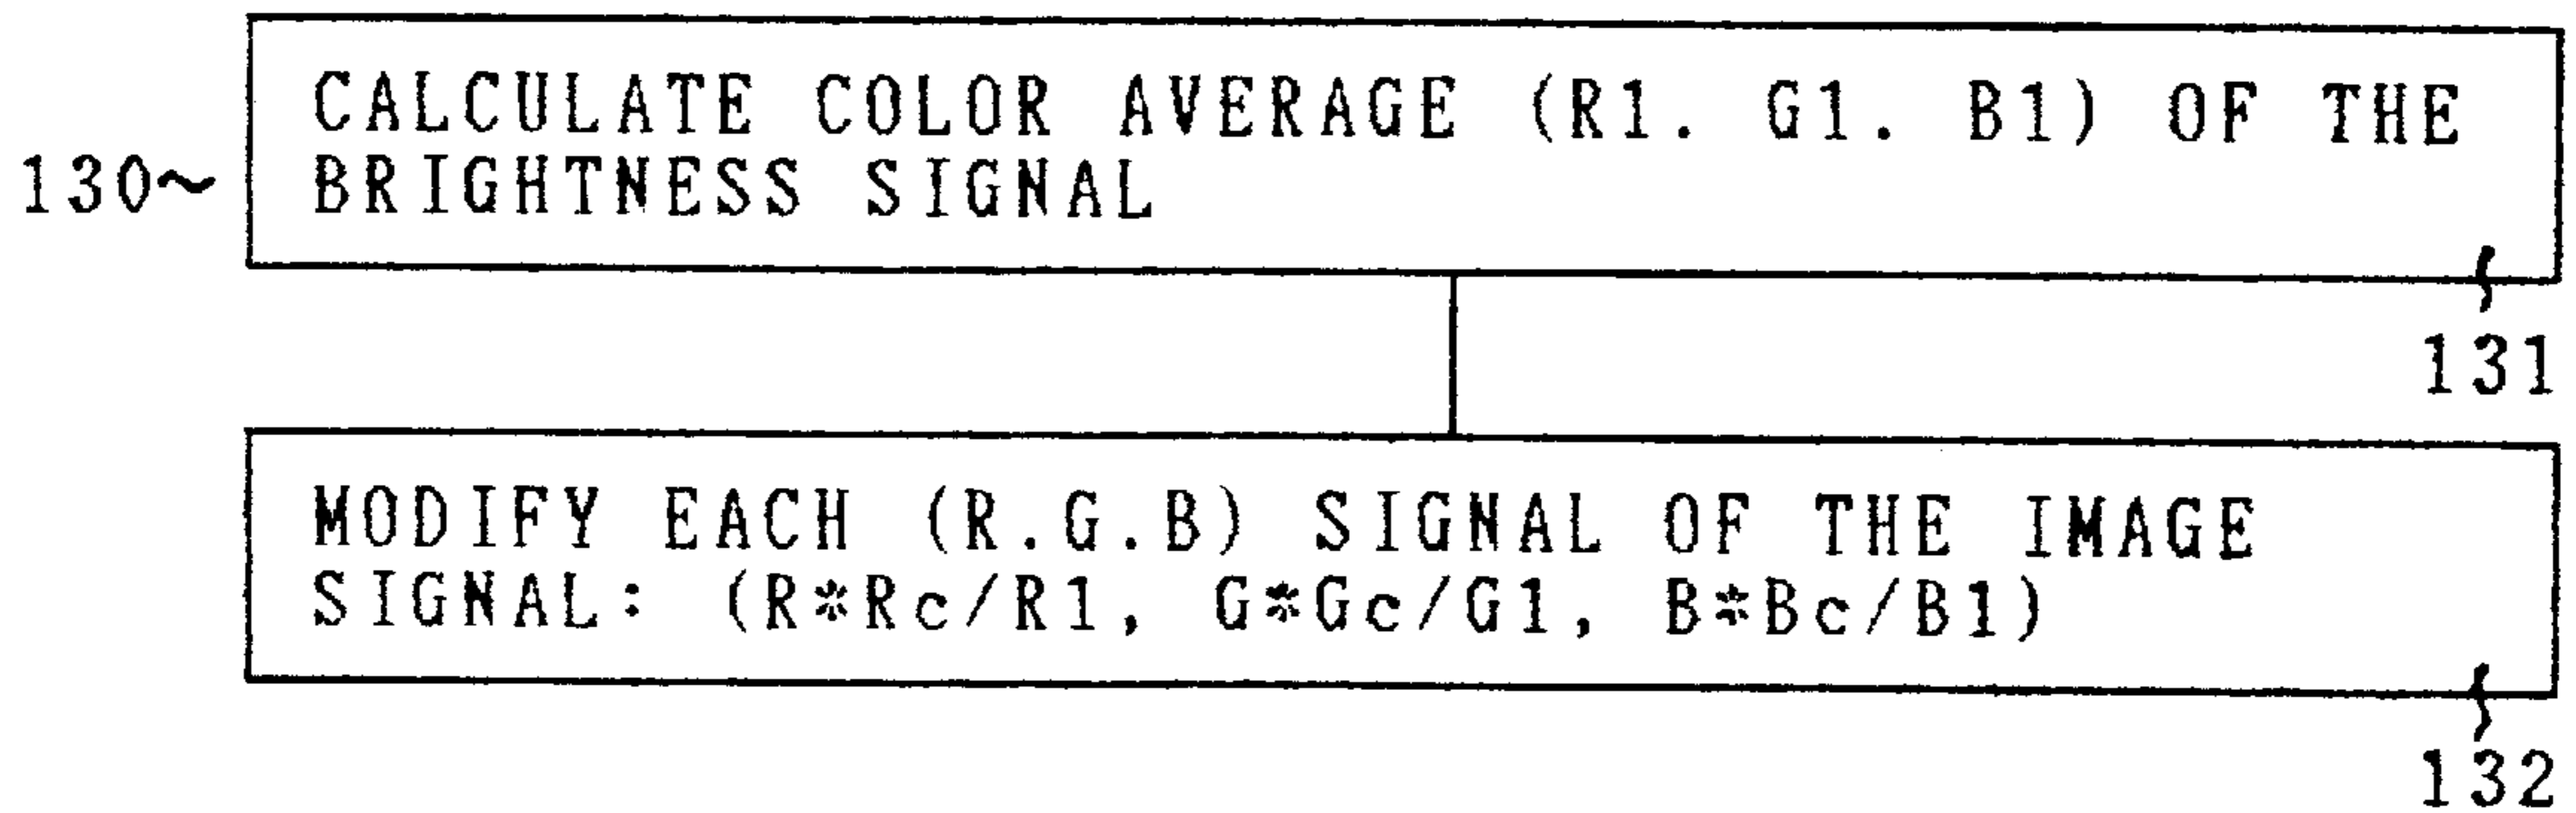 CALCULATE COLOR AVERAGE (R1. G1. B1) OF THE
130~ BRIGHTNESS SIGNAL
131
MODIFY EACH (R.G.B) SIGNAL OF THE IMAGE
SIGNAL: (R*Rc/R1, G*Gc/G1, B*Bc/B1)
132